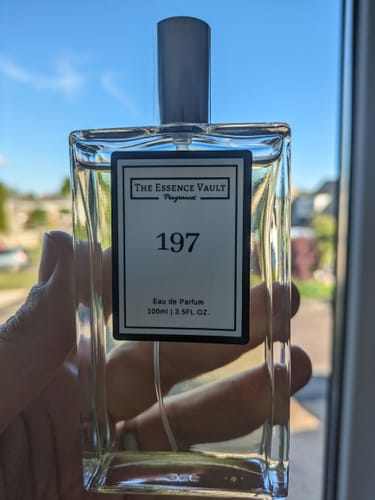 The Essence Vault
Fragrances
197
Eau de Parfum
100ml | 3.5FL.OZ.